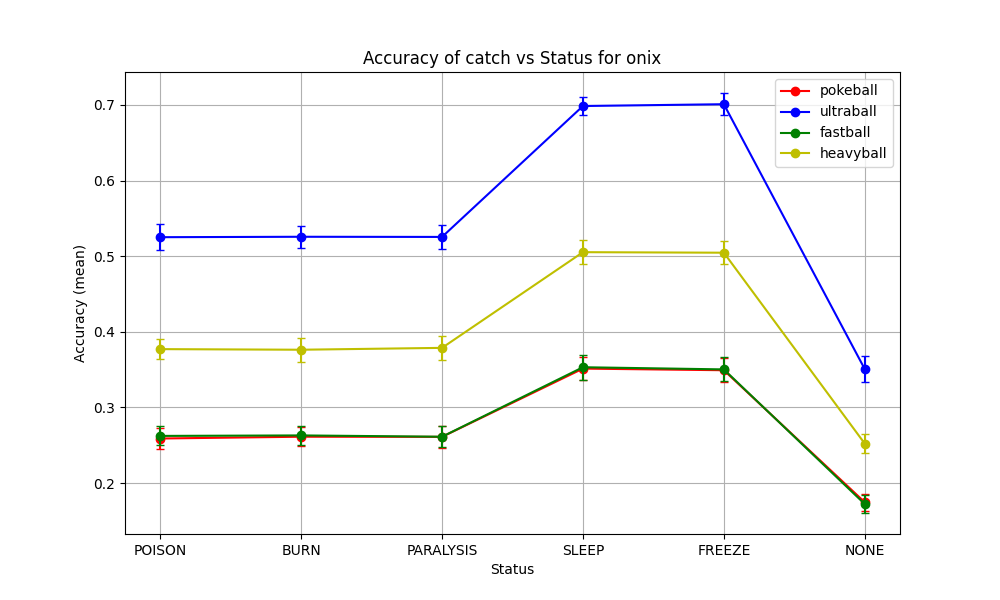 Accuracy of catch vs Status for onix
pokeball
ultraball
fastball
heavyball
Accuracy (mean)
0.7
0.6
0.5
0.4
0.3
0.2
POISON BURN PARALYSIS SLEEP FREEZE NONE
Status